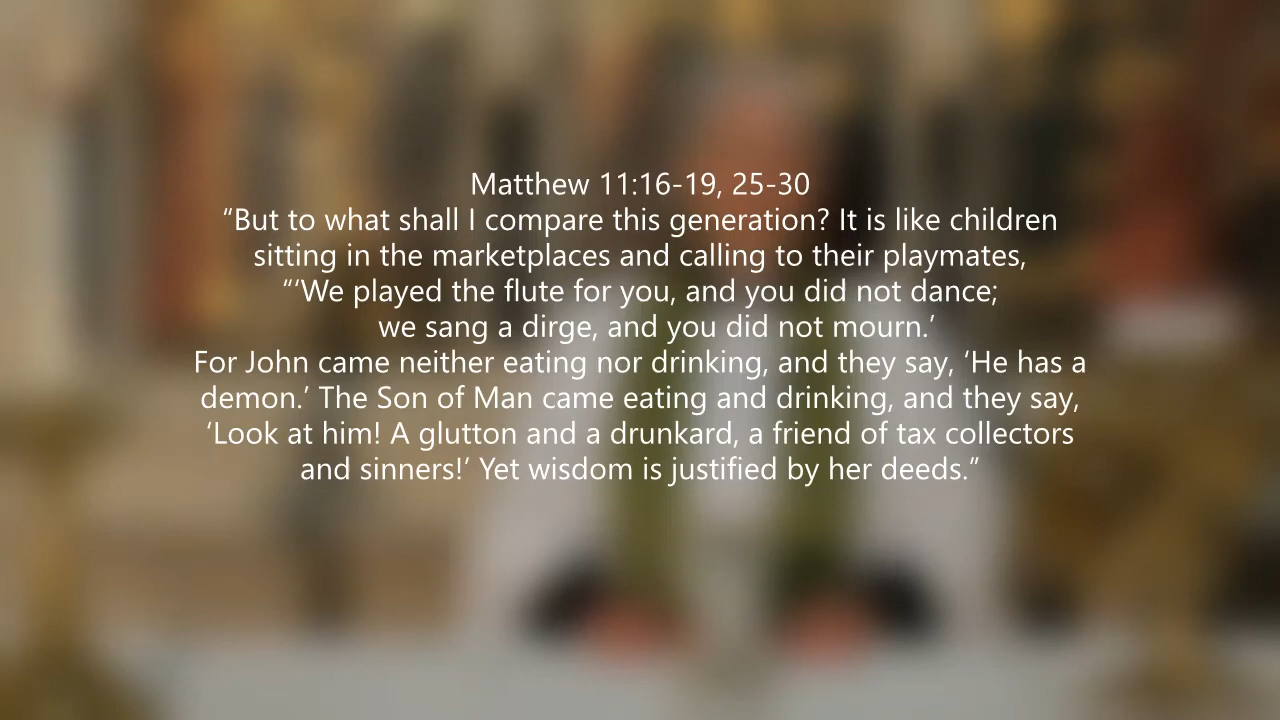 Matthew 11:16-19, 25-30
“But to what shall I compare this generation? It is like children
sitting in the marketplaces and calling to their playmates,
“‘We played the flute for you, and you did not dance;
we sang a dirge, and you did not mourn.’
For John came neither eating nor drinking, and they say, ‘He has a
demon.’ The Son of Man came eating and drinking, and they say,
‘Look at him! A glutton and a drunkard, a friend of tax collectors
and sinners!’ Yet wisdom is justified by her deeds.”